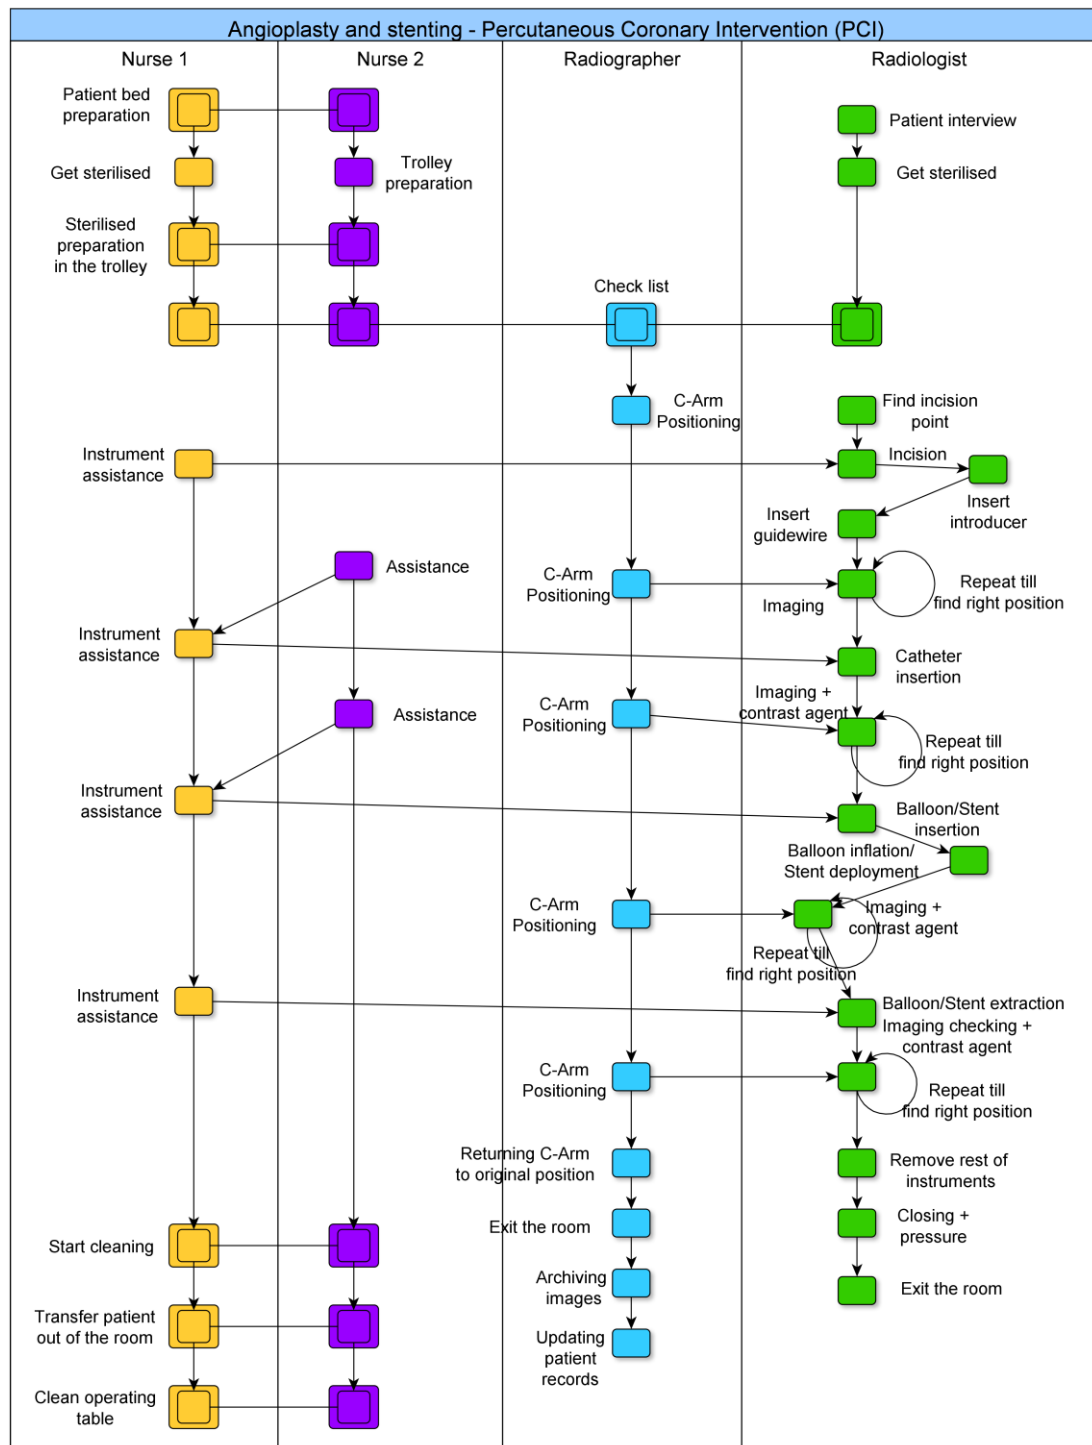 Angioplasty and stenting - Percutaneous Coronary Intervention (PCI)
Nurse 1
Nurse 2
Radiographer
Radiologist
Patient bed
preparation
Patient interview
Get sterilised
Trolley
preparation
Get sterilised
Sterilised
preparation
in the trolley
Check list
C-Arm
Positioning
Find incision
point
Instrument
assistance
Incision
Insert
introducer
Insert
guidewire
Assistance
C-Arm
Positioning
Imaging
Repeat till
find right position
Instrument
assistance
Catheter
insertion
Assistance
C-Arm
Positioning
Imaging +
contrast agent
Repeat till
find right position
Instrument
assistance
Balloon/Stent
insertion
Balloon inflation/
Stent deployment
C-Arm
Positioning
Imaging +
contrast agent
Repeat till
find right position
Instrument
assistance
Balloon/Stent extraction
Imaging checking +
contrast agent
C-Arm
Positioning
Repeat till
find right position
Returning C-Arm
to original position
Remove rest of
instruments
Exit the room
Closing +
pressure
Start cleaning
Archiving
images
Exit the room
Transfer patient
out of the room
Updating
patient
records
Clean operating
table